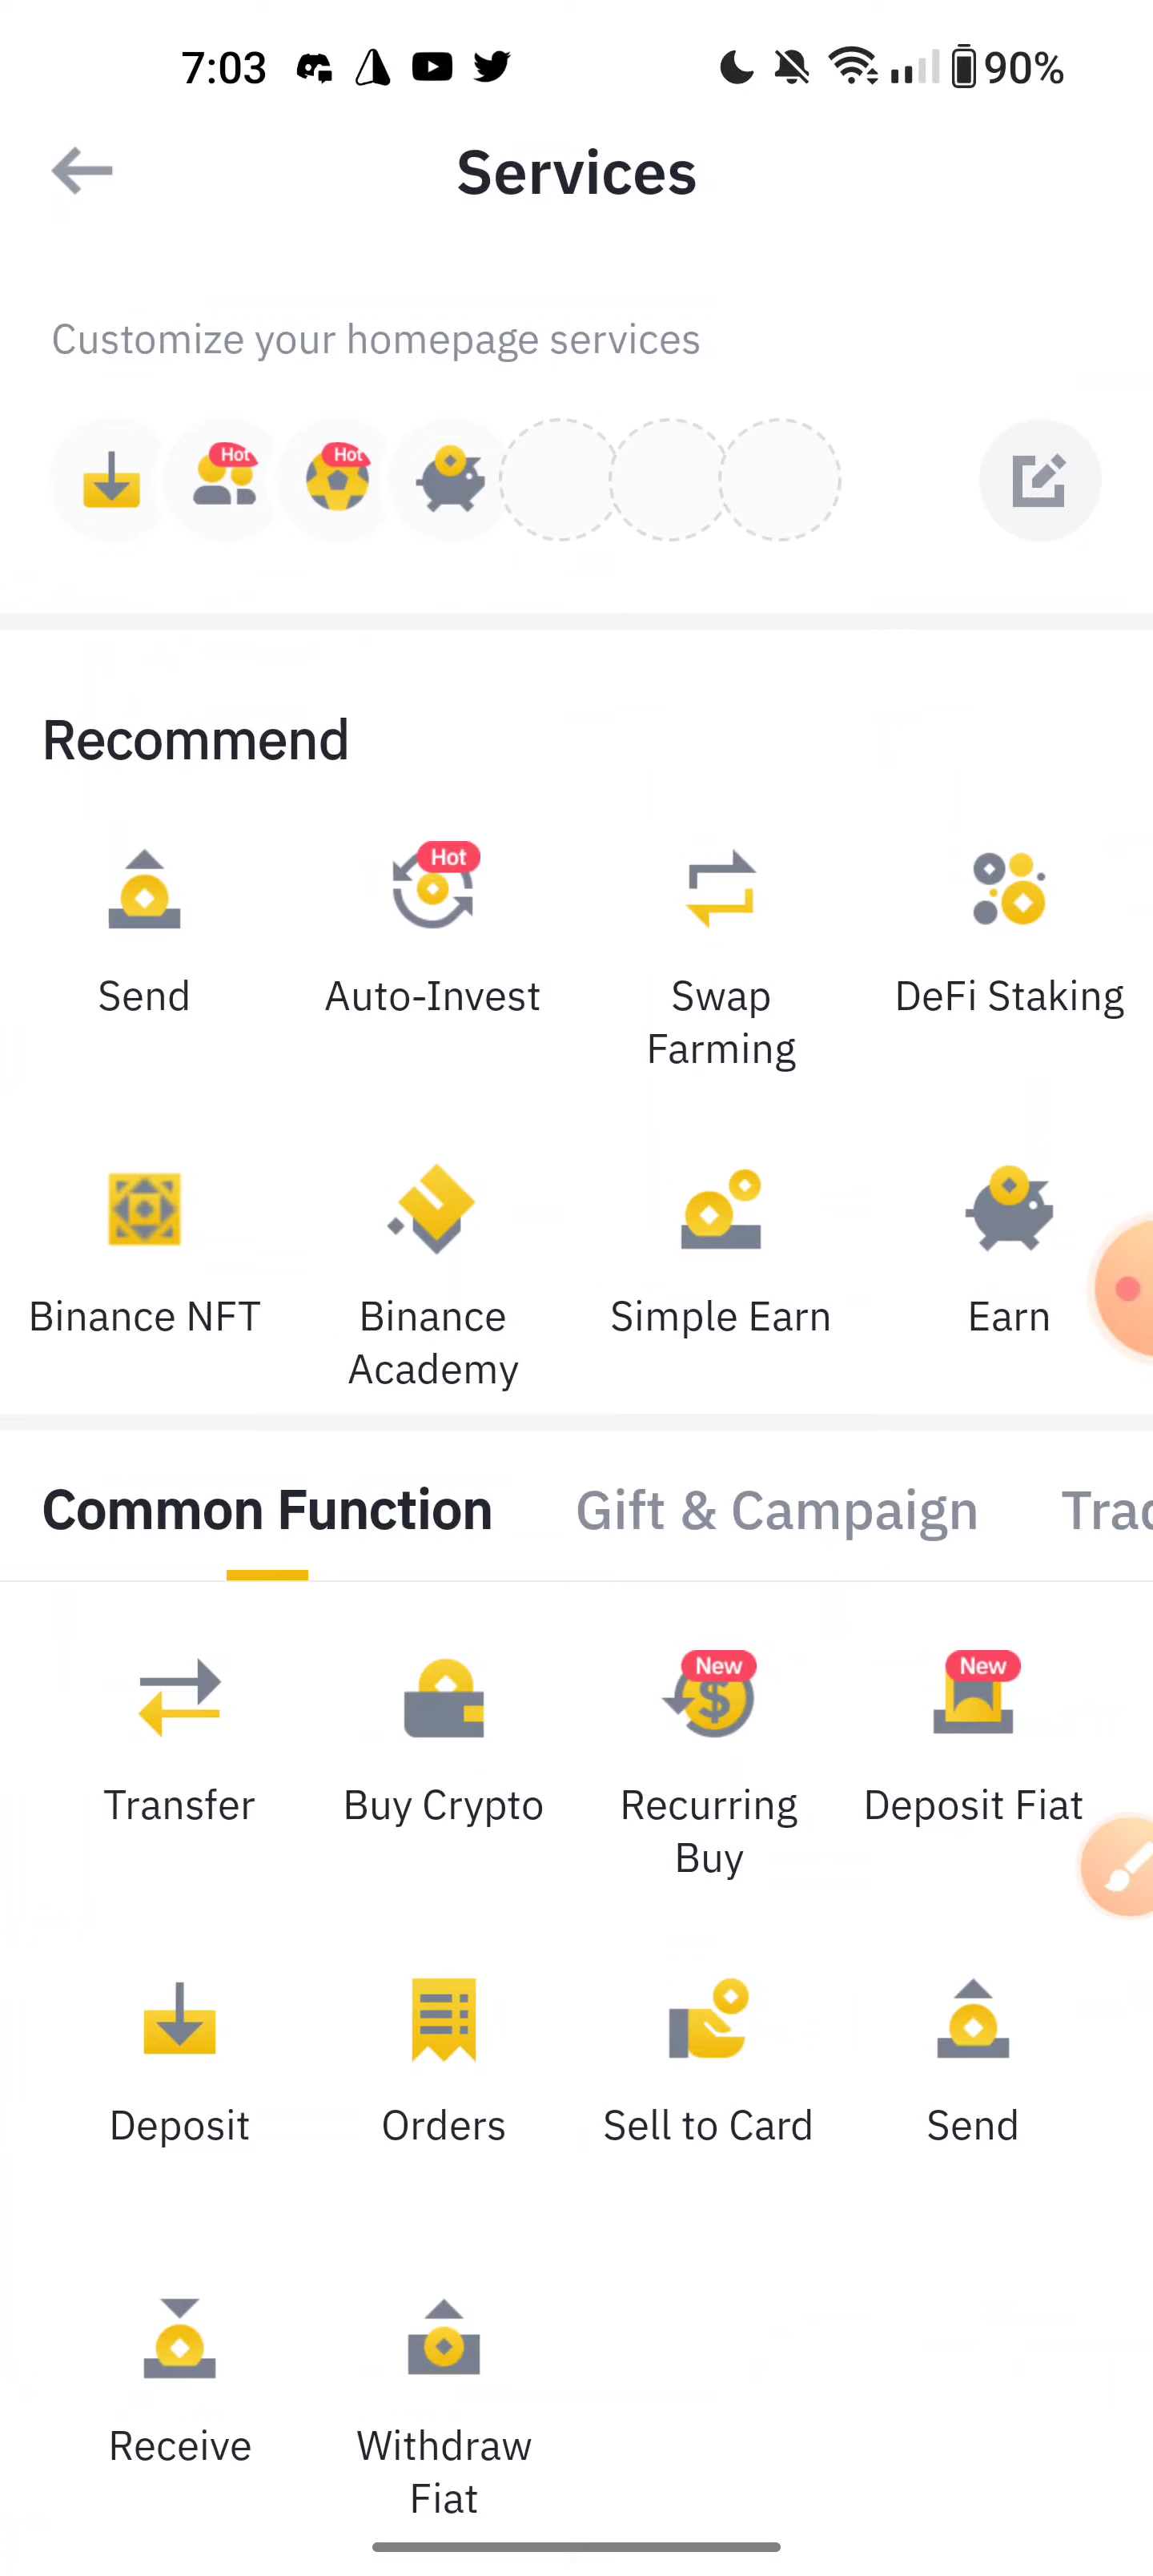 7:03
90%
Services
Customize your homepage services
Hot
Hot
Recommend
Hot
Send
Auto-Invest
Swap
Farming
DeFi Staking
Binance NFT
Binance
Academy
Simple Earn
Earn
Common Function
Gift & Campaign
New
New
Transfer
Buy Crypto
Recurring
Buy
Deposit Fiat
Deposit
Orders
Sell to Card
Send
Receive
Withdraw
Fiat